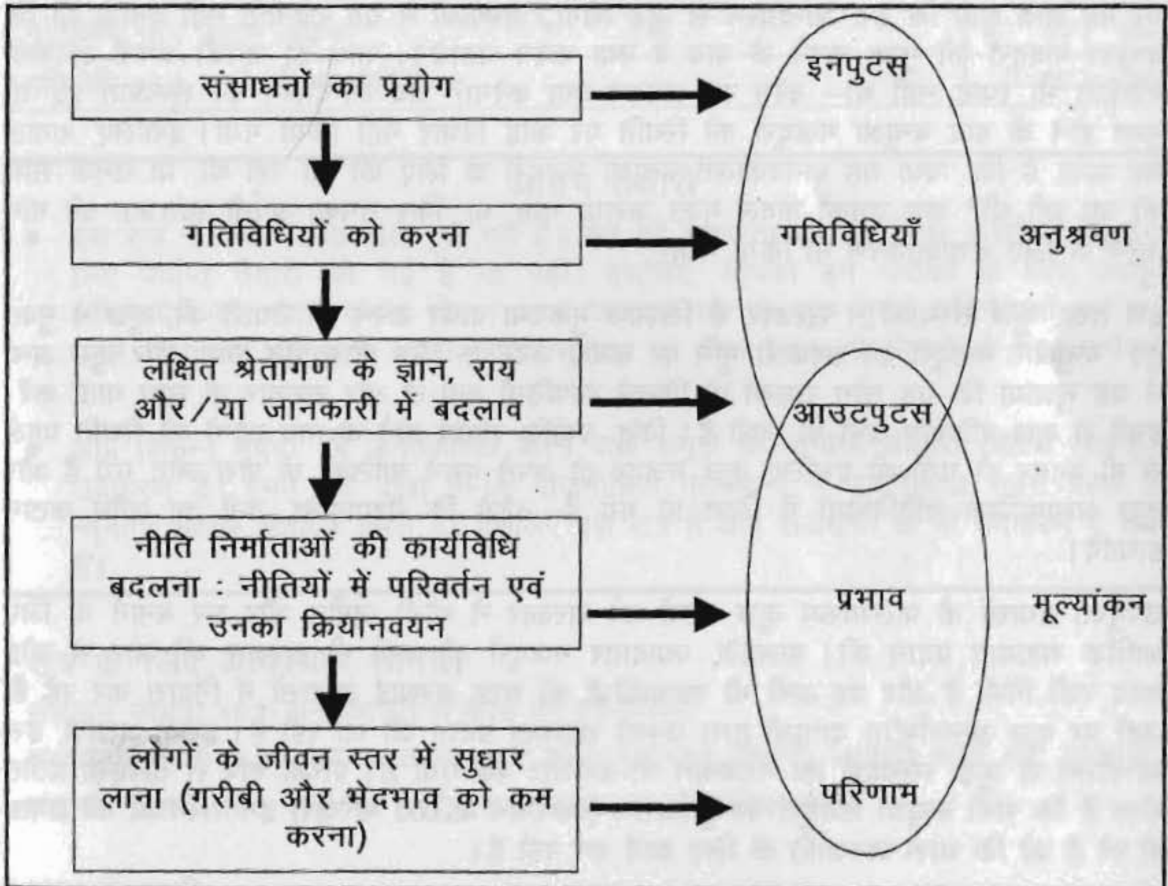 संसाधनों का प्रयोग
इनपुटस
गतिविधियों को करना
गतिविधियाँ
अनुश्रवण
लक्षित श्रेतागण के ज्ञान, राय
और/या जानकारी में बदलाव
आउटपुटस
नीति निर्माताओं की कार्यविधि
बदलना : नीतियों में परिवर्तन एवं
उनका क्रियानवयन
प्रभाव
मूल्यांकन
लोगों के जीवन स्तर में सुधार
लाना (गरीबी और भेदभाव को कम
करना)
परिणाम